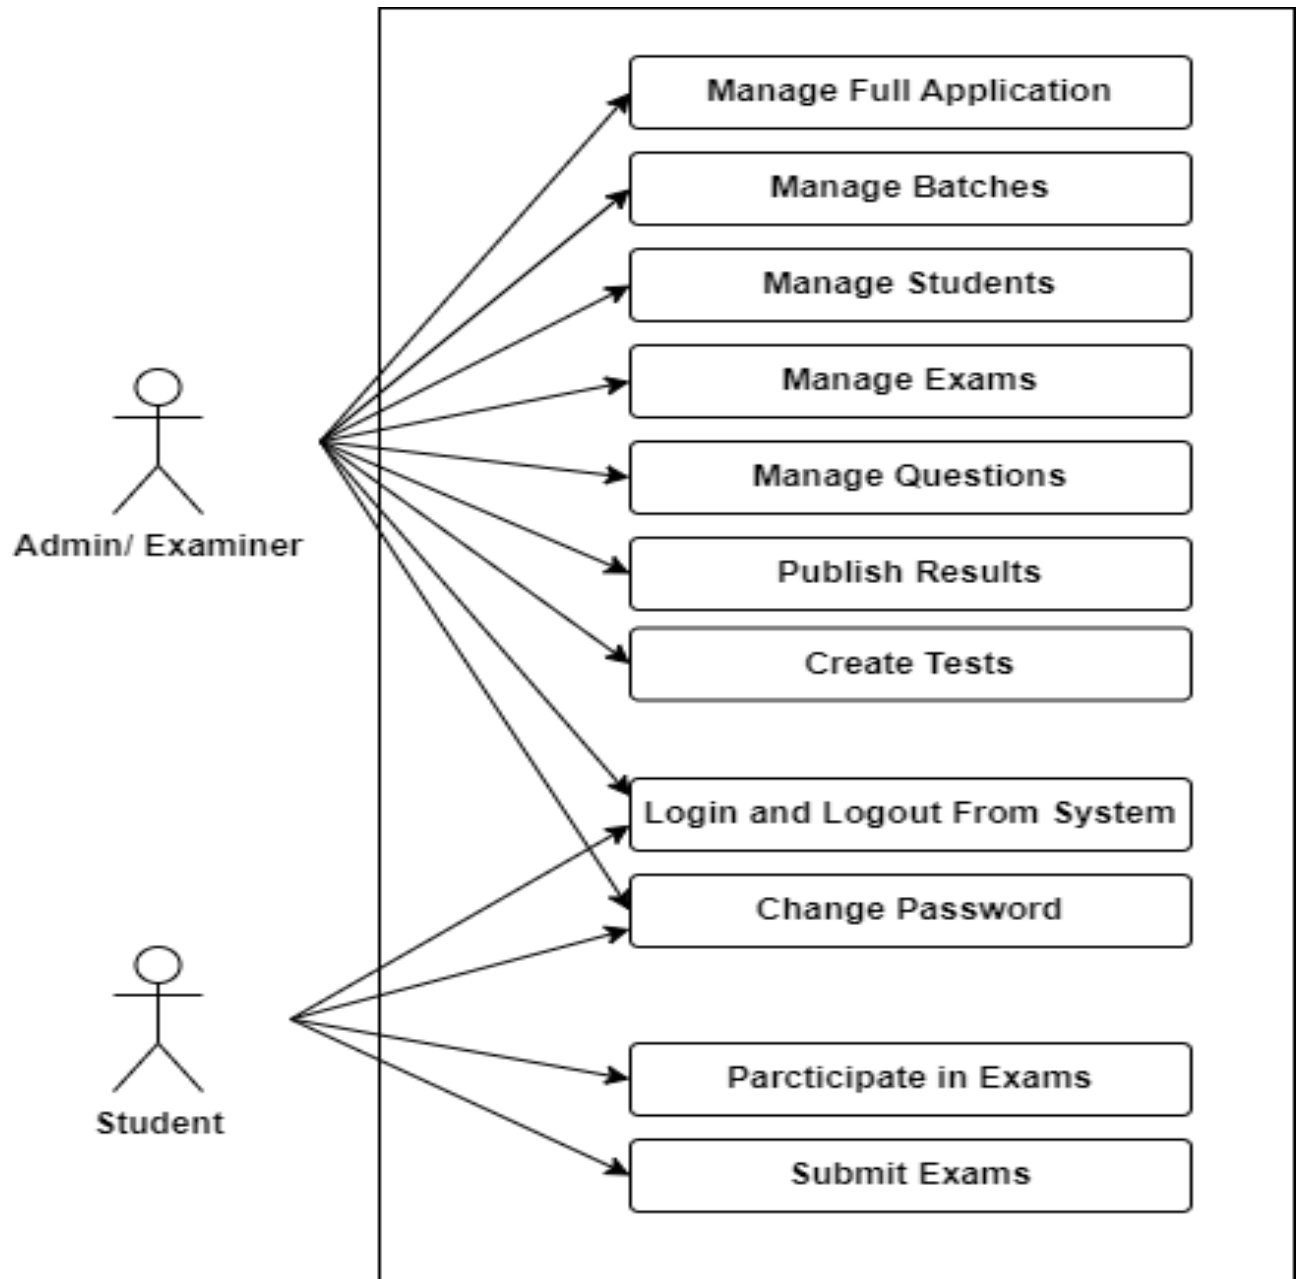 Manage Full Application
Manage Batches
Manage Students
Manage Exams
Manage Questions
Admin/ Examiner
Publish Results
Create Tests
Login and Logout From System
Change Password
Parcticipate in Exams
Student
Submit Exams